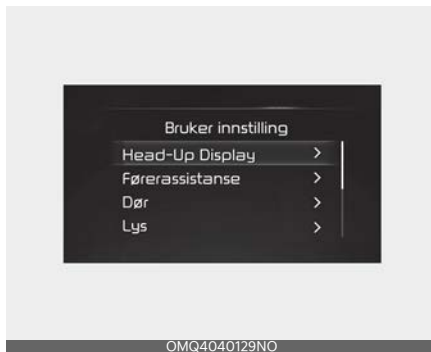 Bruker innstilling
Head-Up Display >
Førerassistanse >
Dør >
Lys >
OMQ4040129NO